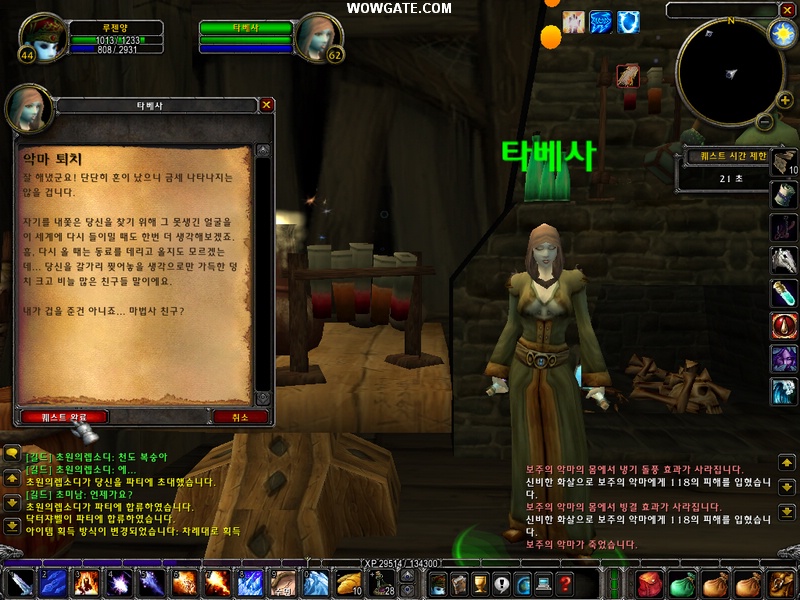 WOWGATE.COM
루젠양
1013 / 1233
808 / 2931
44
타베사
62
N
타베사
타베사
악마 퇴치
잘 해냈군요! 단단히 혼이 났으니 금세 나타나지는
않을 겁니다.
자기를 내쫓은 당신을 찾기 위해 그 못생긴 얼굴을
이 세계에 다시 들이밀 때도 한번 더 생각해보겠죠.
흠, 다시 올 때는 동료를 데리고 올지도 모르겠는
데... 당신을 갈가리 찢어놓을 생각으로만 가득한 덩
치 크고 비늘 많은 친구들 말이에요.
내가 겁을 준건 아니죠... 마법사 친구?
퀘스트 완료
취소
퀘스트 시간 제한
21 초
10
[길드] 초원의렙소디: 천도 복숭아
[길드] 초원의렙소디: 에...
초원의렙소디가 당신을 파티에 초대했습니다.
[길드] 초미남: 언제가요?
초원의렙소디가 파티에 합류하였습니다.
닥터쟈벨이 파티에 합류하였습니다.
아이템 획득 방식이 변경되었습니다: 차례대로 획득
보주의 악마의 몸에서 냉기 돌풍 효과가 사라집니다.
신비한 화살으로 보주의 악마에게 118의 피해를 입혔습니
다.
보주의 악마의 몸에서 빙결 효과가 사라집니다.
신비한 화살으로 보주의 악마에게 118의 피해를 입혔습니
다.
보주의 악마가 죽었습니다.
XP 29514 / 134300
10
28